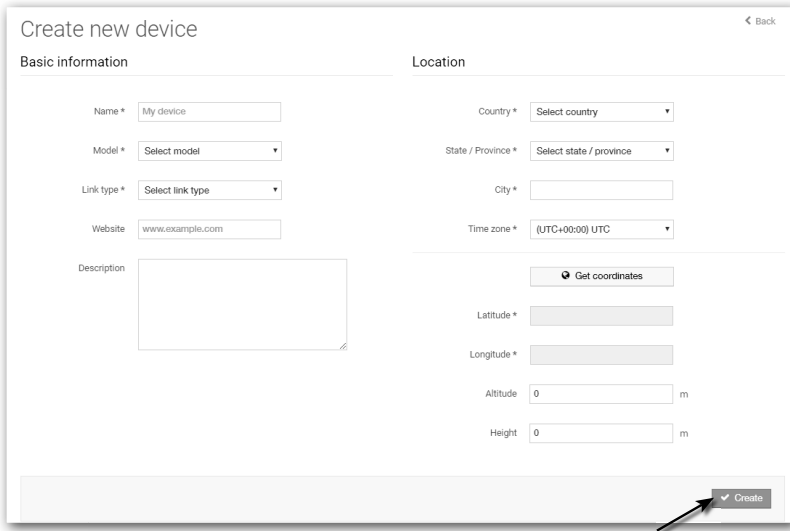 Create new device
Back
Basic information
Name *
My device
Model *
Select model
Link type *
Select link type
Website
www.example.com
Description
Location
Country *
Select country
State / Province *
Select state / province
City *
Time zone *
(UTC+00:00) UTC
Get coordinates
Latitude *
Longitude *
Altitude
0
m
Height
0
m
Create